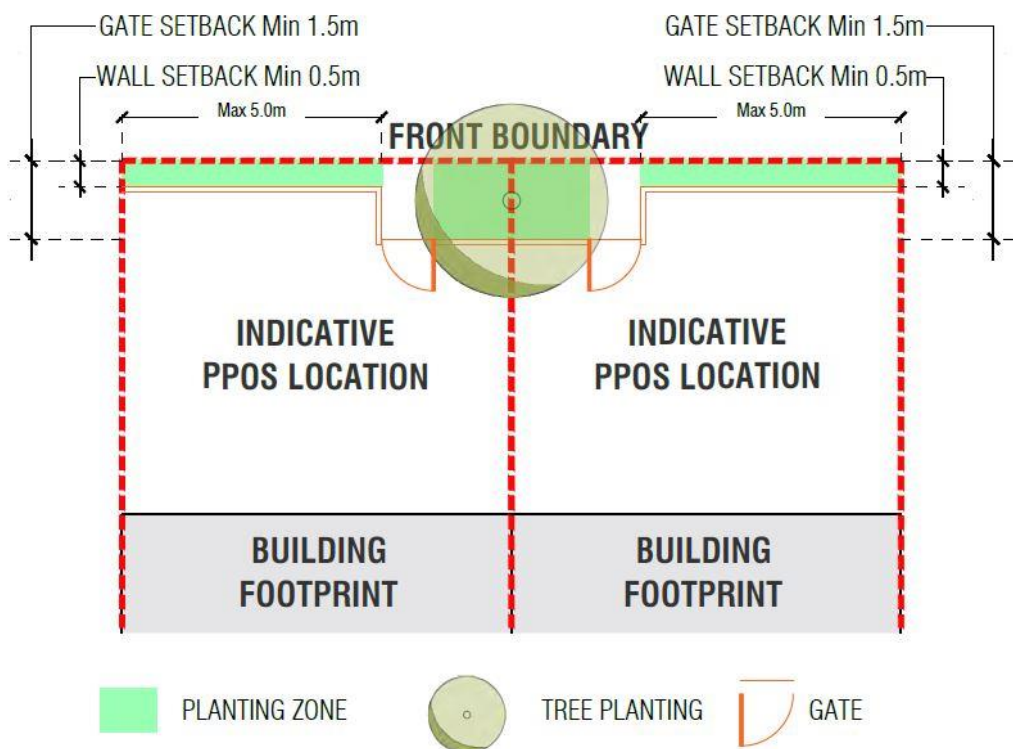 GATE SETBACK Min 1.5m
GATE SETBACK Min 1.5m
WALL SETBACK Min 0.5m
WALL SETBACK Min 0.5m
Max 5.0m
Max 5.0m
FRONT BOUNDARY
INDICATIVE
PPOS LOCATION
INDICATIVE
PPOS LOCATION
BUILDING
FOOTPRINT
BUILDING
FOOTPRINT
PLANTING ZONE
TREE PLANTING
GATE